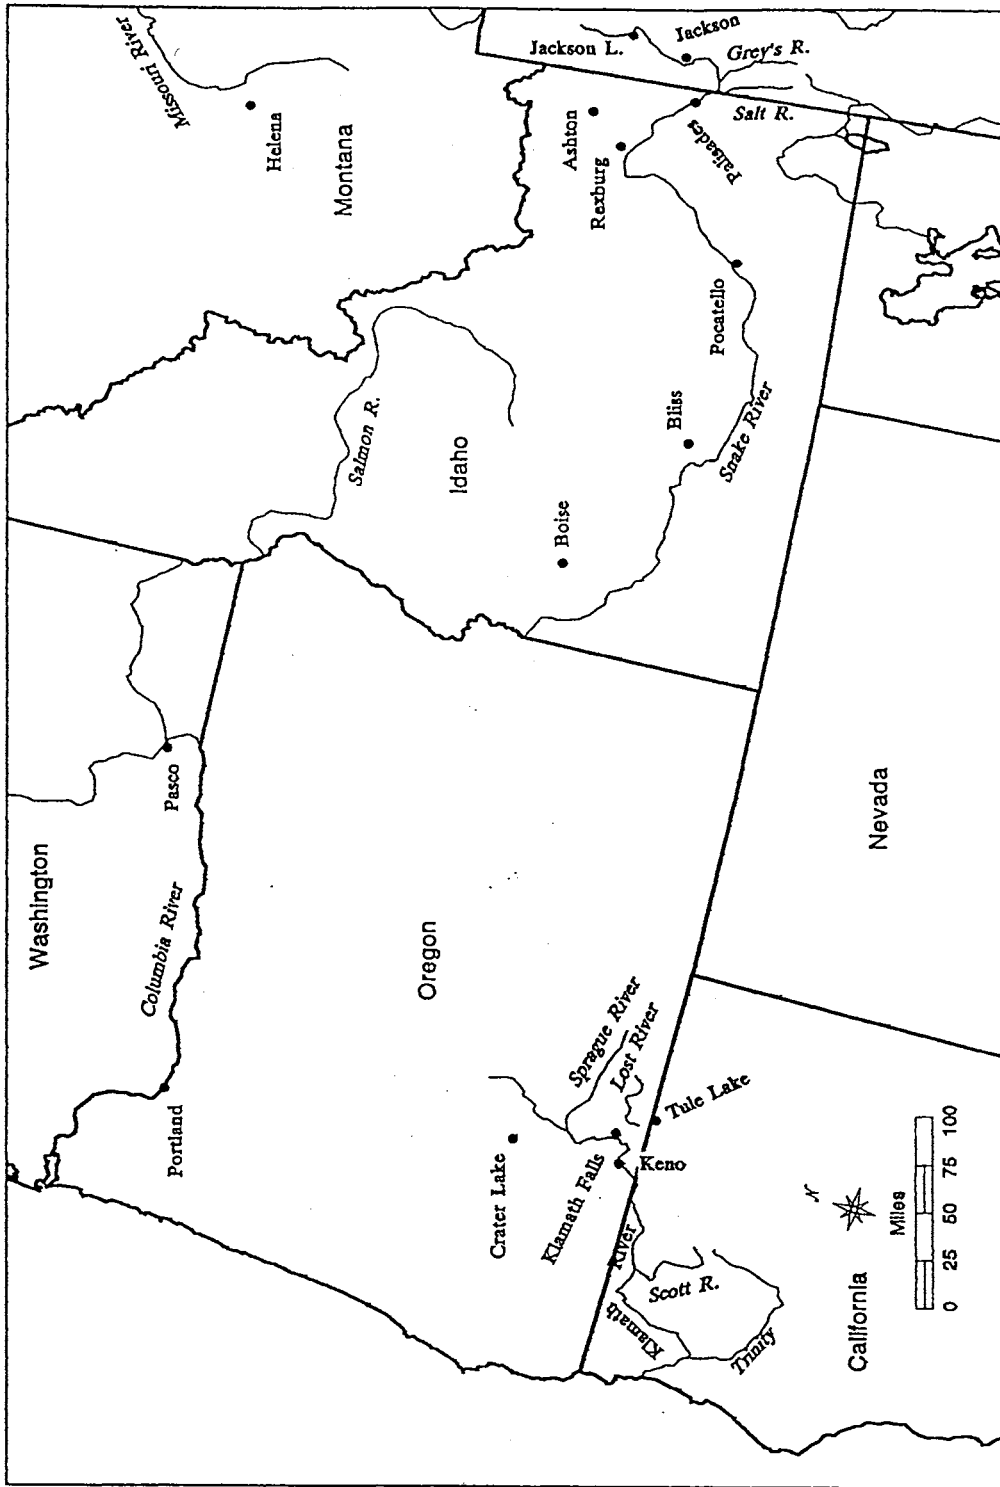 Missouri River
Helena
Montana
Jackson L.
Jackson
Grey's R.
Salt R.
Palisades
Ashton
Rexburg
Pocatello
Snake River
Bliss
Salmon R.
Idaho
Boise
Washington
Pasco
Columbia River
Portland
Oregon
Nevada
Crater Lake
Sprague River
Lost River
Tule Lake
Klamath Falls
Keno
Klamath
River
Scott R.
Trinity
California
N
Miles
0 25 50 75 100